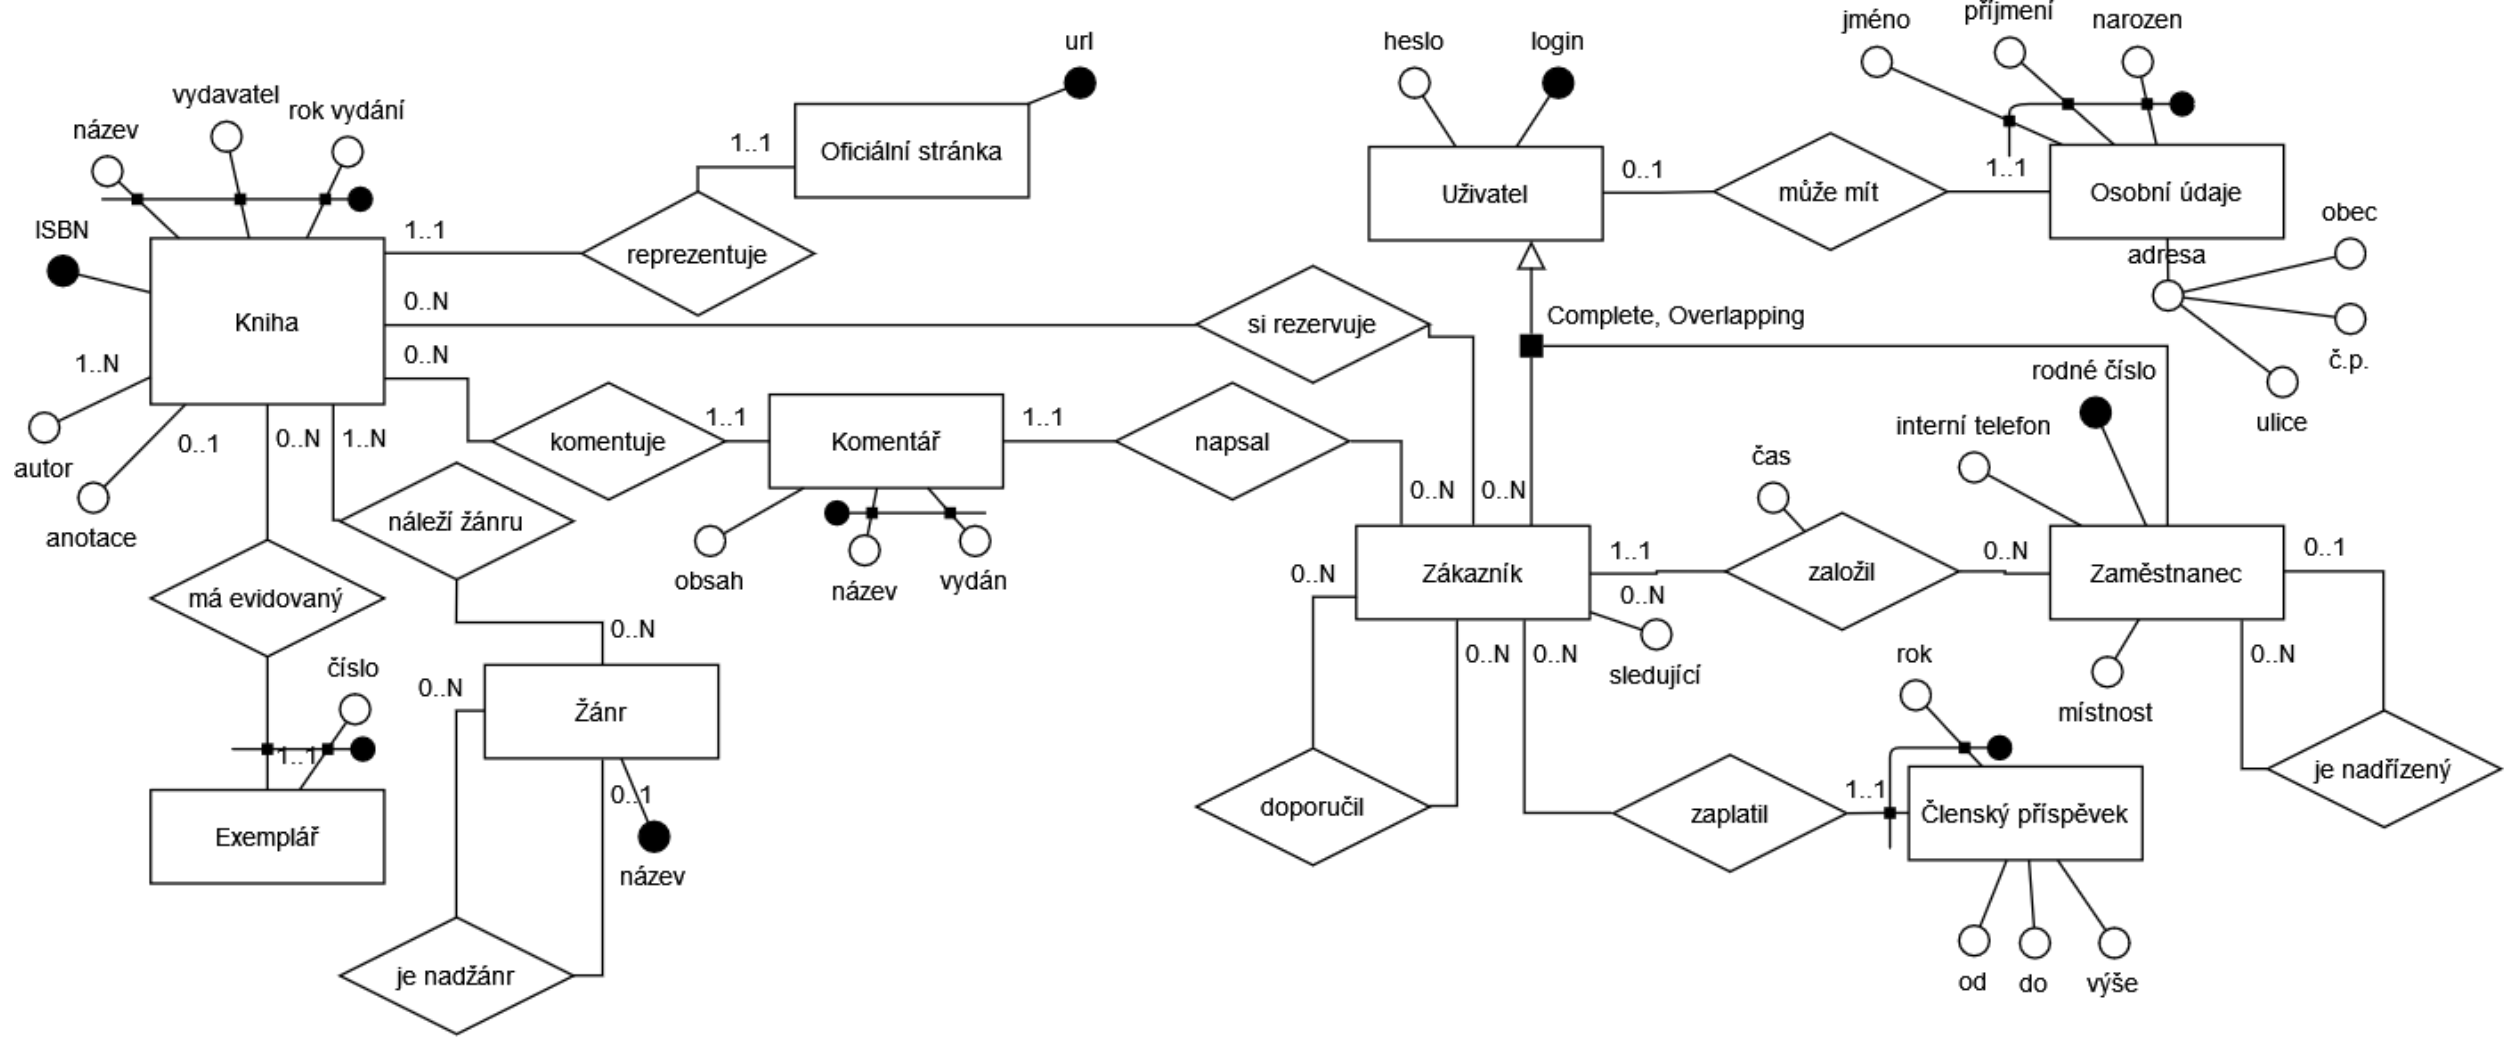 url
heslo
login
jméno
příjmení
narozen
vydavatel
rok vydání
název
1..1
Oficiální stránka
Uživatel
0..1
může mít
1..1
Osobní údaje
obec
ISBN
1..1
reprezentuje
adresa
0..N
Kniha
si rezervuje
Complete, Overlapping
č.p.
1..N
0..N
rodné číslo
ulice
autor
0..1
0..N
1..N
komentuje
1..1
Komentář
1..1
napsal
interní telefon
čas
anotace
náleží žánru
0..N
0..N
obsah
název
vydán
0..N
Zákazník
1..1
založil
0..N
Zaměstnanec
0..1
má evidovaný
0..N
0..N
sledující
číslo
0..N
0..N
0..N
rok
místnost
0..N
Žánr
1..1
je nadřízený
0..1
doporučil
zaplatil
1..1
Členský příspěvek
Exemplář
název
je nadžánr
od
do
výše